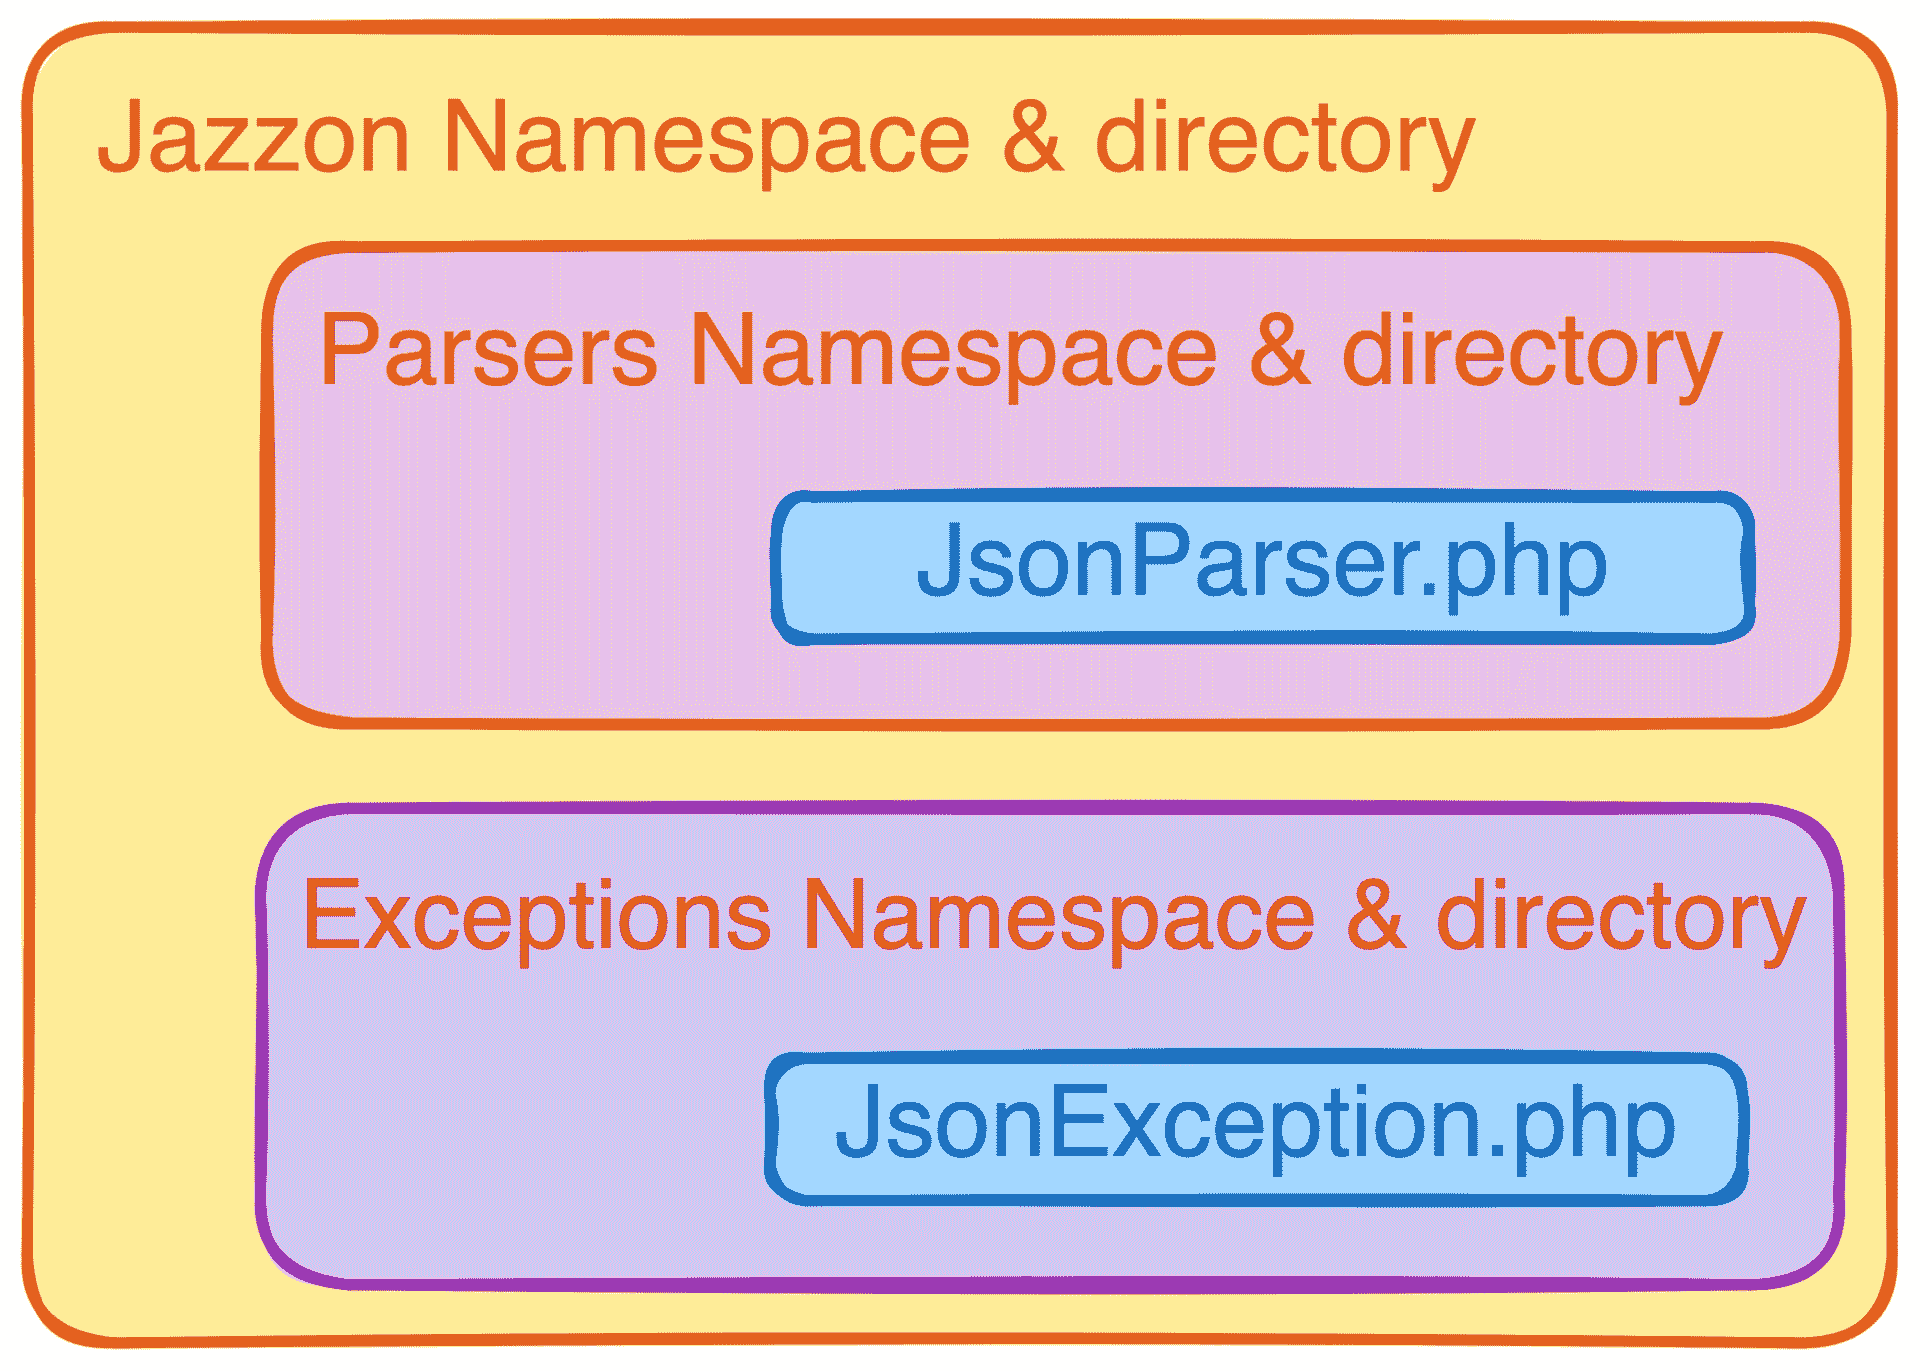 Jazzon Namespace & directory
Parsers Namespace & directory
JsonParser.php
Exceptions Namespace & directory
JsonException.php